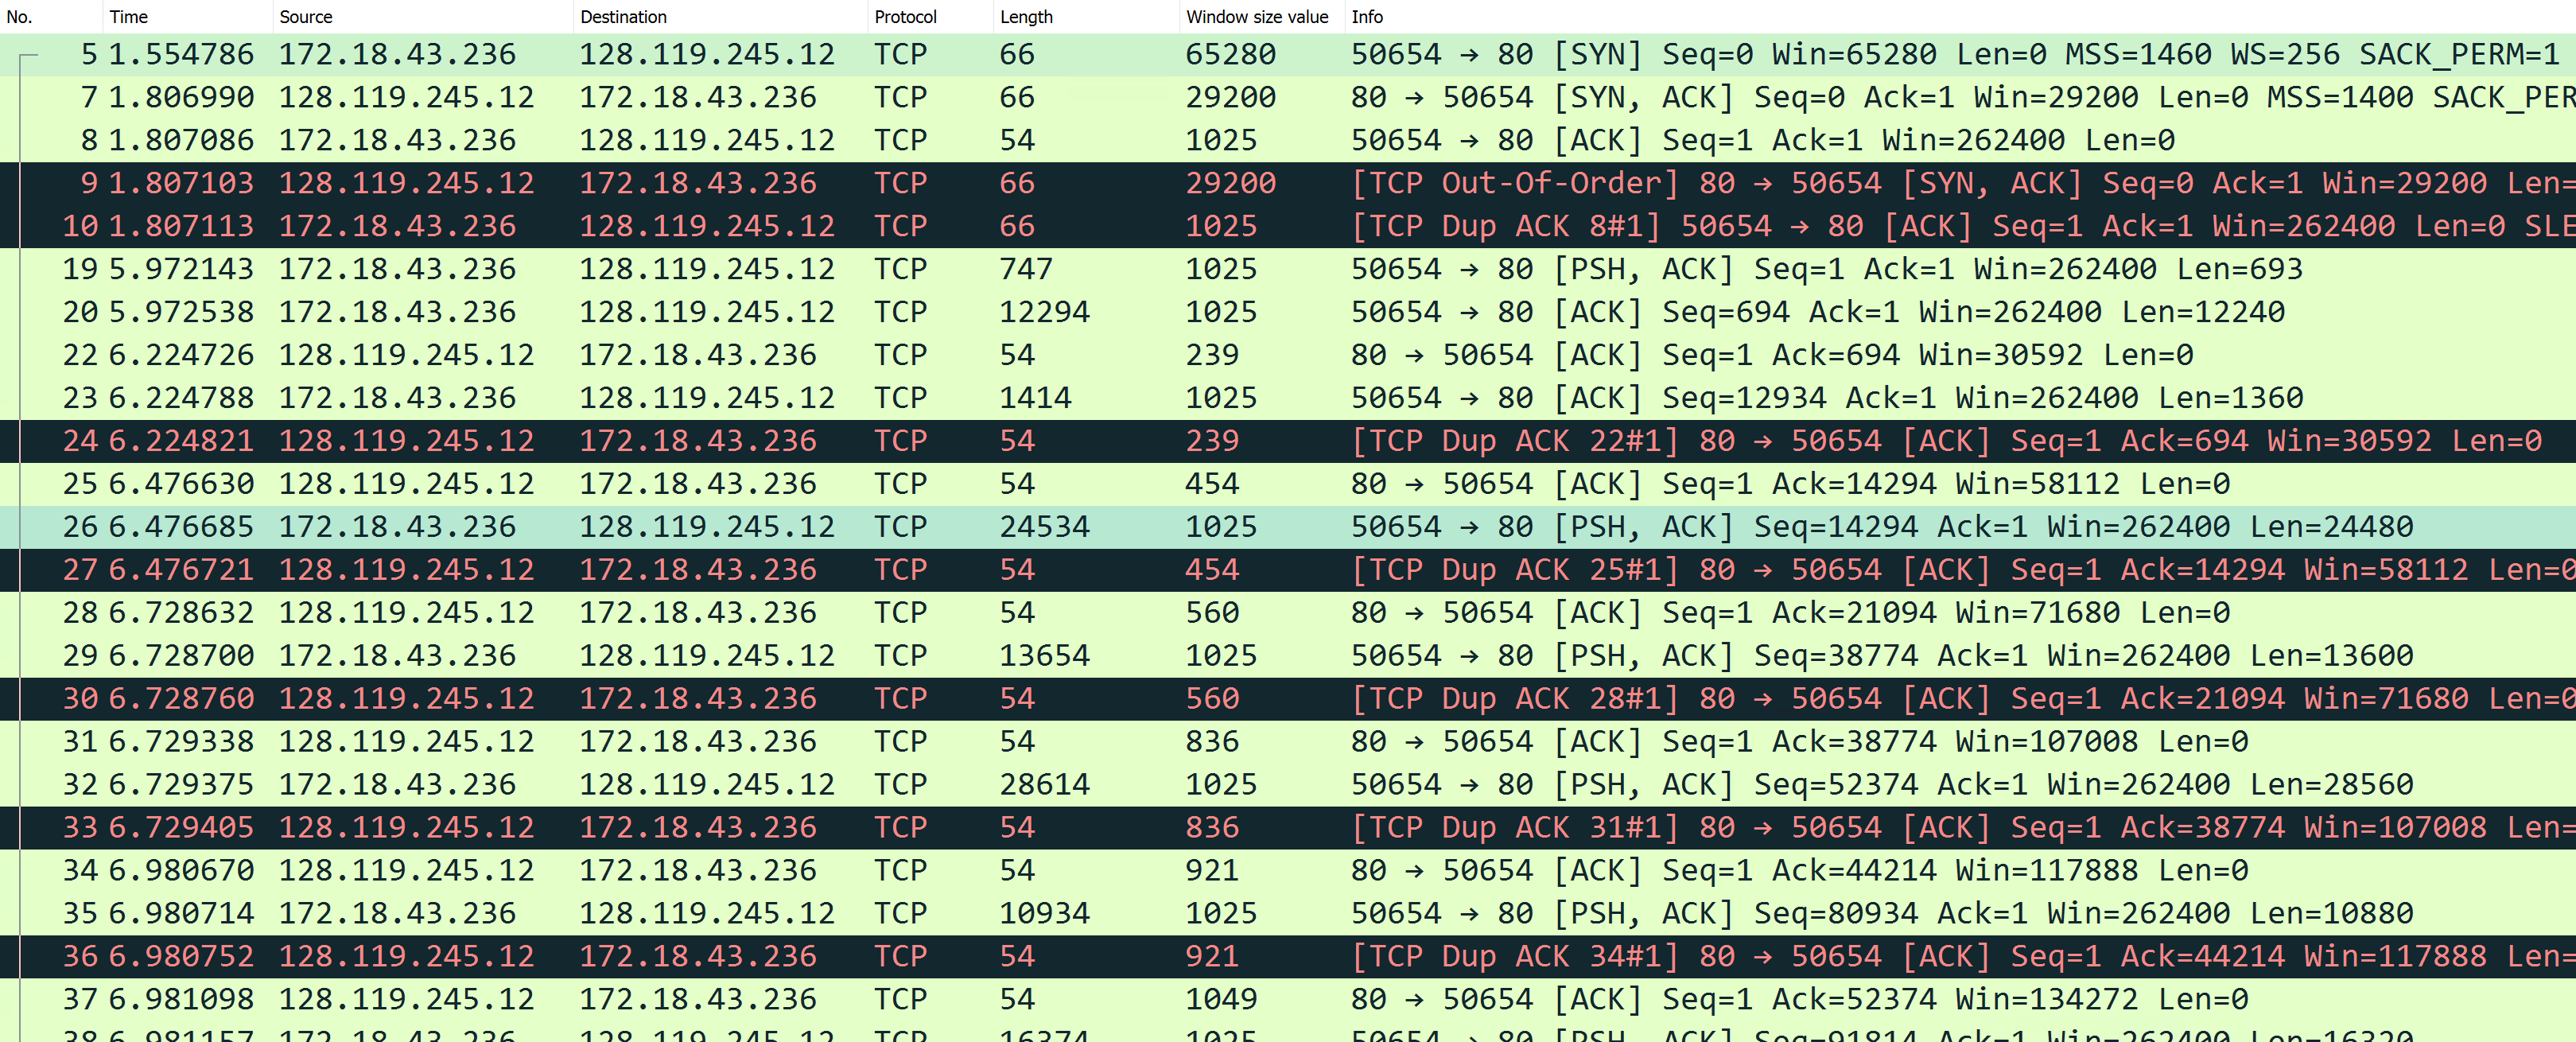 No. Time Source Destination Protocol Length Window size value Info
5 1.554786 172.18.43.236 128.119.245.12 TCP 66 65280 50654 → 80 [SYN] Seq=0 Win=65280 Len=0 MSS=1460 WS=256 SACK_PERM=1
7 1.806990 128.119.245.12 172.18.43.236 TCP 66 29200 80 → 50654 [SYN, ACK] Seq=0 Ack=1 Win=29200 Len=0 MSS=1400 SACK_PER
8 1.807086 172.18.43.236 128.119.245.12 TCP 54 1025 50654 → 80 [ACK] Seq=1 Ack=1 Win=262400 Len=0
9 1.807103 128.119.245.12 172.18.43.236 TCP 66 29200 [TCP Out-Of-Order] 80 → 50654 [SYN, ACK] Seq=0 Ack=1 Win=29200 Len=
10 1.807113 172.18.43.236 128.119.245.12 TCP 66 1025 [TCP Dup ACK 8#1] 50654 → 80 [ACK] Seq=1 Ack=1 Win=262400 Len=0 SLE
19 5.972143 172.18.43.236 128.119.245.12 TCP 747 1025 50654 → 80 [PSH, ACK] Seq=1 Ack=1 Win=262400 Len=693
20 5.972538 172.18.43.236 128.119.245.12 TCP 12294 1025 50654 → 80 [ACK] Seq=694 Ack=1 Win=262400 Len=12240
22 6.224726 128.119.245.12 172.18.43.236 TCP 54 239 80 → 50654 [ACK] Seq=1 Ack=694 Win=30592 Len=0
23 6.224788 172.18.43.236 128.119.245.12 TCP 1414 1025 50654 → 80 [ACK] Seq=12934 Ack=1 Win=262400 Len=1360
24 6.224821 128.119.245.12 172.18.43.236 TCP 54 239 [TCP Dup ACK 22#1] 80 → 50654 [ACK] Seq=1 Ack=694 Win=30592 Len=0
25 6.476630 128.119.245.12 172.18.43.236 TCP 54 454 80 → 50654 [ACK] Seq=1 Ack=14294 Win=58112 Len=0
26 6.476685 172.18.43.236 128.119.245.12 TCP 24534 1025 50654 → 80 [PSH, ACK] Seq=14294 Ack=1 Win=262400 Len=24480
27 6.476721 128.119.245.12 172.18.43.236 TCP 54 454 [TCP Dup ACK 25#1] 80 → 50654 [ACK] Seq=1 Ack=14294 Win=58112 Len=0
28 6.728632 128.119.245.12 172.18.43.236 TCP 54 560 80 → 50654 [ACK] Seq=1 Ack=21094 Win=71680 Len=0
29 6.728700 172.18.43.236 128.119.245.12 TCP 13654 1025 50654 → 80 [PSH, ACK] Seq=38774 Ack=1 Win=262400 Len=13600
30 6.728760 128.119.245.12 172.18.43.236 TCP 54 560 [TCP Dup ACK 28#1] 80 → 50654 [ACK] Seq=1 Ack=21094 Win=71680 Len=0
31 6.729338 128.119.245.12 172.18.43.236 TCP 54 836 80 → 50654 [ACK] Seq=1 Ack=38774 Win=107008 Len=0
32 6.729375 172.18.43.236 128.119.245.12 TCP 28614 1025 50654 → 80 [PSH, ACK] Seq=52374 Ack=1 Win=262400 Len=28560
33 6.729405 128.119.245.12 172.18.43.236 TCP 54 836 [TCP Dup ACK 31#1] 80 → 50654 [ACK] Seq=1 Ack=38774 Win=107008 Len=
34 6.980670 128.119.245.12 172.18.43.236 TCP 54 921 80 → 50654 [ACK] Seq=1 Ack=44214 Win=117888 Len=0
35 6.980714 172.18.43.236 128.119.245.12 TCP 10934 1025 50654 → 80 [PSH, ACK] Seq=80934 Ack=1 Win=262400 Len=10880
36 6.980752 128.119.245.12 172.18.43.236 TCP 54 921 [TCP Dup ACK 34#1] 80 → 50654 [ACK] Seq=1 Ack=44214 Win=117888 Len=
37 6.981098 128.119.245.12 172.18.43.236 TCP 54 1049 80 → 50654 [ACK] Seq=1 Ack=52374 Win=134272 Len=0
38 6.981157 172.18.43.236 128.119.245.12 TCP 16374 1025 50654 → 80 [PSH, ACK] Seq=91814 Ack=1 Win=262400 Len=16320